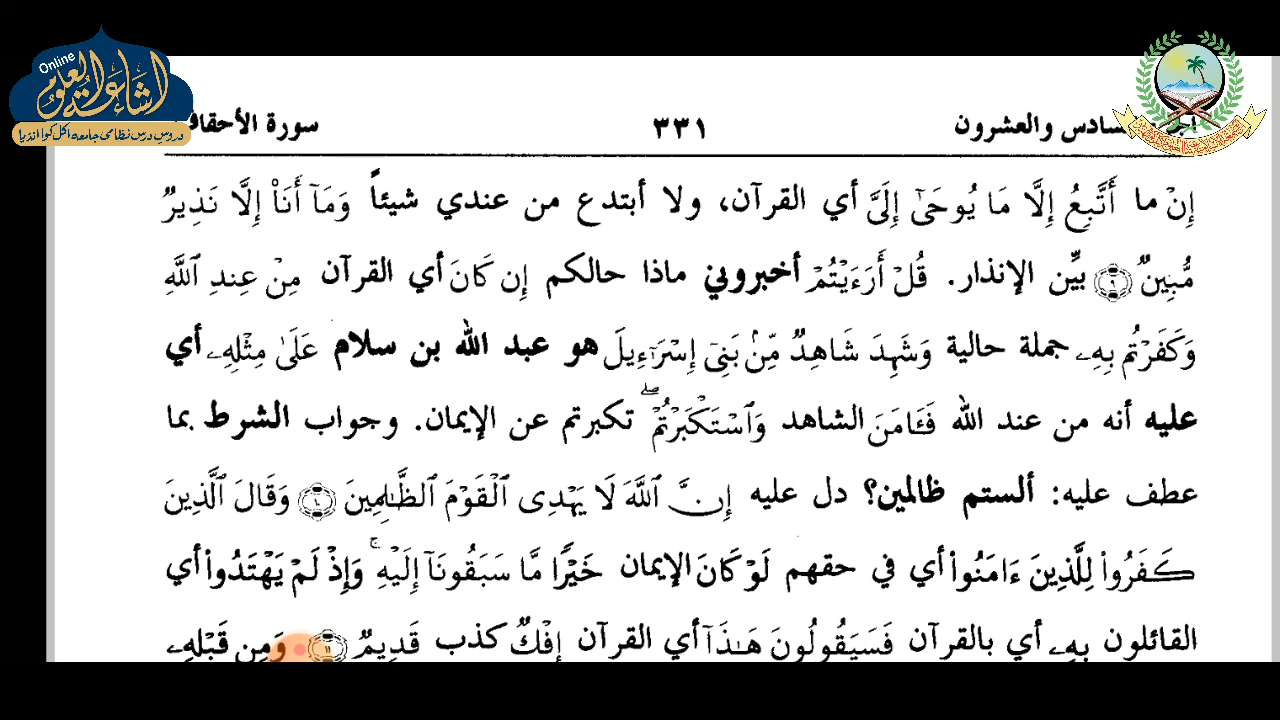 Online
اشاعۃ العلوم
دروس درس نظامی جامعہ اکل کوا انڈیا
السادس والعشرون ٣٣١ سورة الأحقاف
إِنْ ما أَتَّبِعُ إِلَّا مَا يُوحَىٰٓ إِلَىَّ أي القرآن، ولا أبتدع من عندي شيئاً وَمَآ أَنَا۠ إِلَّا نَذِيرٌ
مُّبِينٌ ٩ بيِّن الإنذار. قُلْ أَرَءَيْتُمْ أخبروني ماذا حالكم إِن كَانَ أي القرآن مِنْ عِندِ ٱللَّهِ
وَكَفَرْتُم بِهِۦ جملة حالية وَشَهِدَ شَاهِدٌ مِّنۢ بَنِىٓ إِسْرَٰٓءِيلَ هو عبد الله بن سلام عَلَىٰ مِثْلِهِۦ أي
عليه أنه من عند الله فَـَٔامَنَ الشاهد وَٱسْتَكْبَرْتُمْ ۖ تكبرتم عن الإيمان. وجواب الشرط بما
عطف عليه: ألستم ظالمين؟ دل عليه إِنَّ ٱللَّهَ لَا يَهْدِى ٱلْقَوْمَ ٱلظَّـٰلِمِينَ ١٠ وَقَالَ ٱلَّذِينَ
كَفَرُوا۟ لِلَّذِينَ ءَامَنُوا۟ أي في حقهم لَوْ كَانَ الإيمان خَيْرًا مَّا سَبَقُونَآ إِلَيْهِ ۚ وَإِذْ لَمْ يَهْتَدُوا۟ أي
القائلون بِهِۦ أي بالقرآن فَسَيَقُولُونَ هَـٰذَآ أي القرآن إِفْكٌ كذب قَدِيمٌ ١١ وَمِن قَبْلِهِۦ